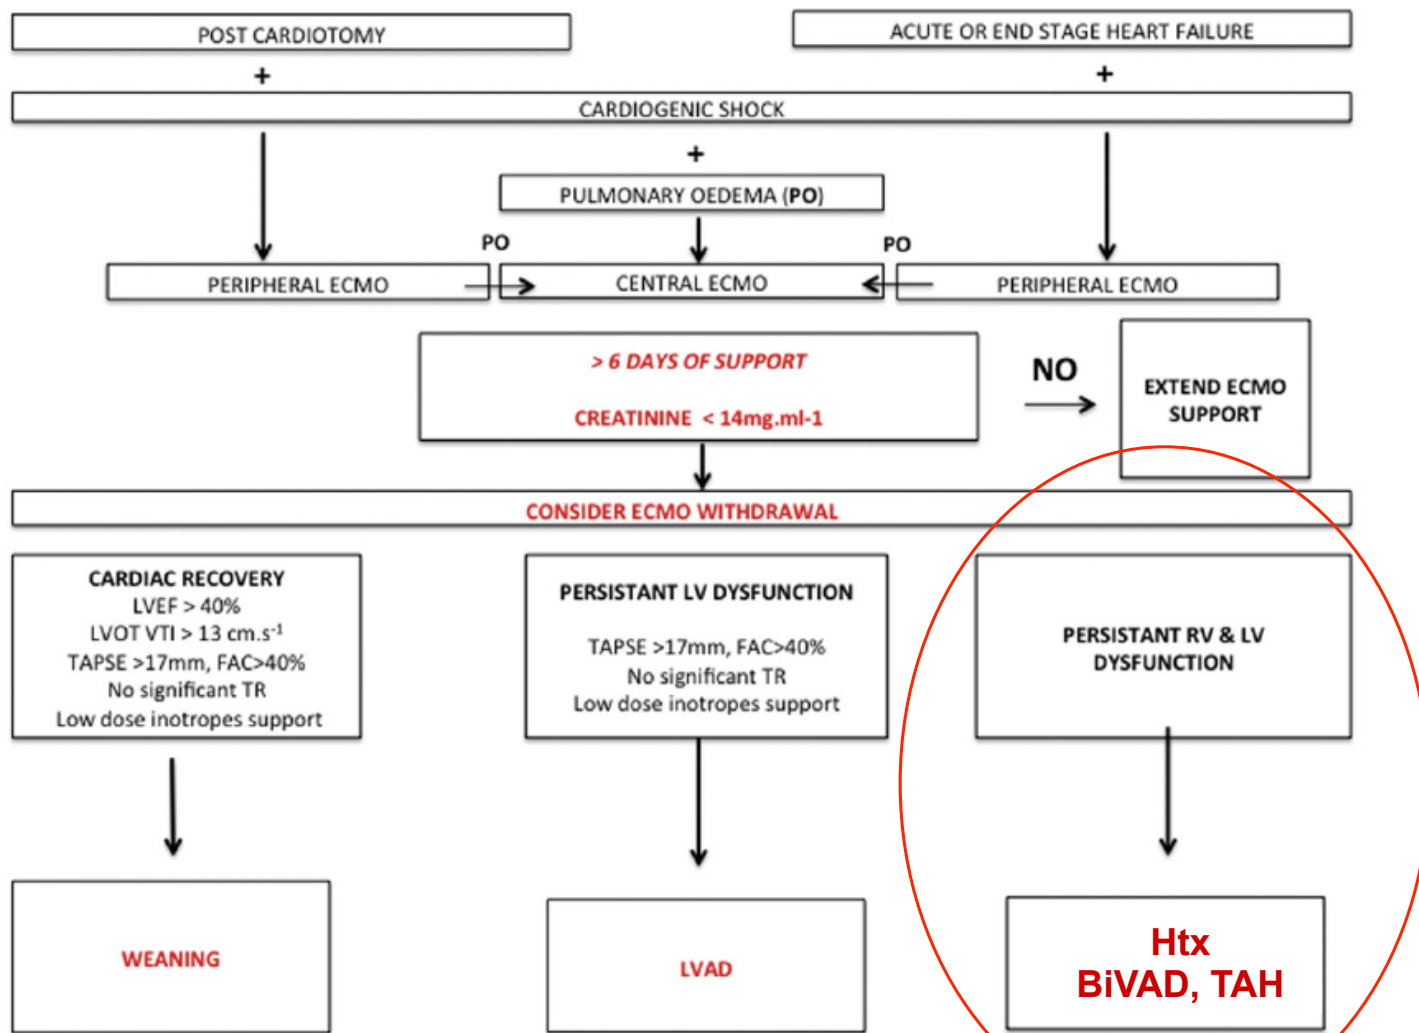 POST CARDIOTOMY
ACUTE OR END STAGE HEART FAILURE
+
+
CARDIOGENIC SHOCK
+
PULMONARY OEDEMA (PO)
PO
PO
PERIPHERAL ECMO
CENTRAL ECMO
PERIPHERAL ECMO
> 6 DAYS OF SUPPORT
CREATININE < 14mg.ml-1
NO
EXTEND ECMO
SUPPORT
CONSIDER ECMO WITHDRAWAL
CARDIAC RECOVERY
LVEF > 40%
LVOT VTI > 13 cm.s⁻¹
TAPSE >17mm, FAC>40%
No significant TR
Low dose inotropes support
PERSISTANT LV DYSFUNCTION
TAPSE >17mm, FAC>40%
No significant TR
Low dose inotropes support
PERSISTANT RV & LV
DYSFUNCTION
WEANING
LVAD
Htx
BiVAD, TAH